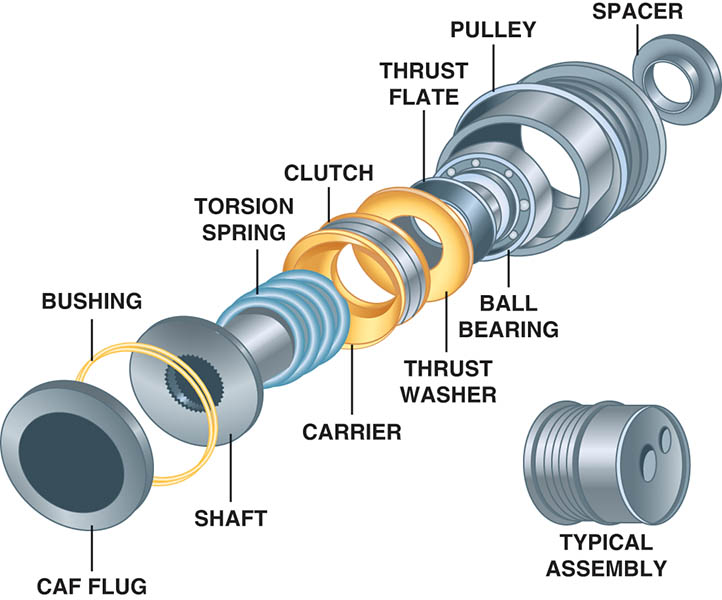 SPACER
PULLEY
THRUST
FLATE
CLUTCH
TORSION
SPRING
BUSHING
BALL
BEARING
THRUST
WASHER
CARRIER
SHAFT
TYPICAL
ASSEMBLY
CAF FLUG